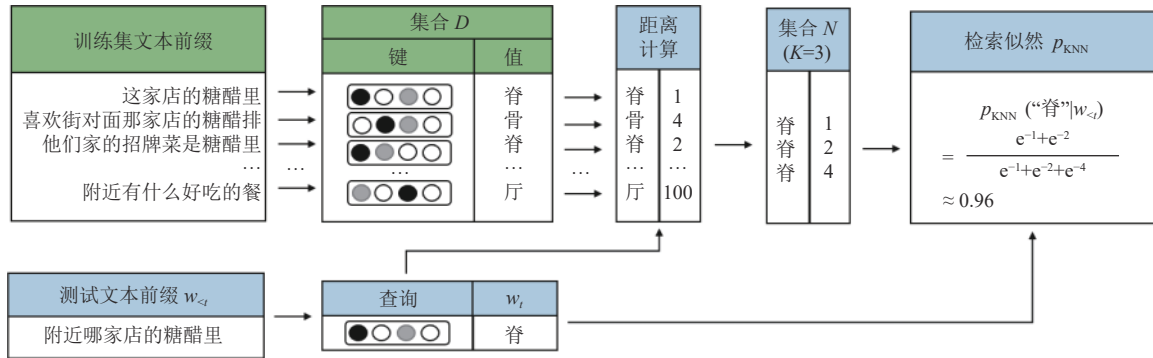 训练集文本前缀
这家店的糖醋里
喜欢街对面那家店的糖醋排
他们家的招牌菜是糖醋里
… …
附近有什么好吃的餐
集合 D
键 值
脊
骨
脊
… …
厅
…
距离
计算
脊 1
骨 4
脊 2
… …
厅 100
集合 N
(K=3)
脊 1
脊 2
脊 4
检索似然 pKNN
pKNN (“脊”|w<t)
= e−1+e−2
e−1+e−2+e−4
≈ 0.96
测试文本前缀 w<t
附近哪家店的糖醋里
查询 wt
脊